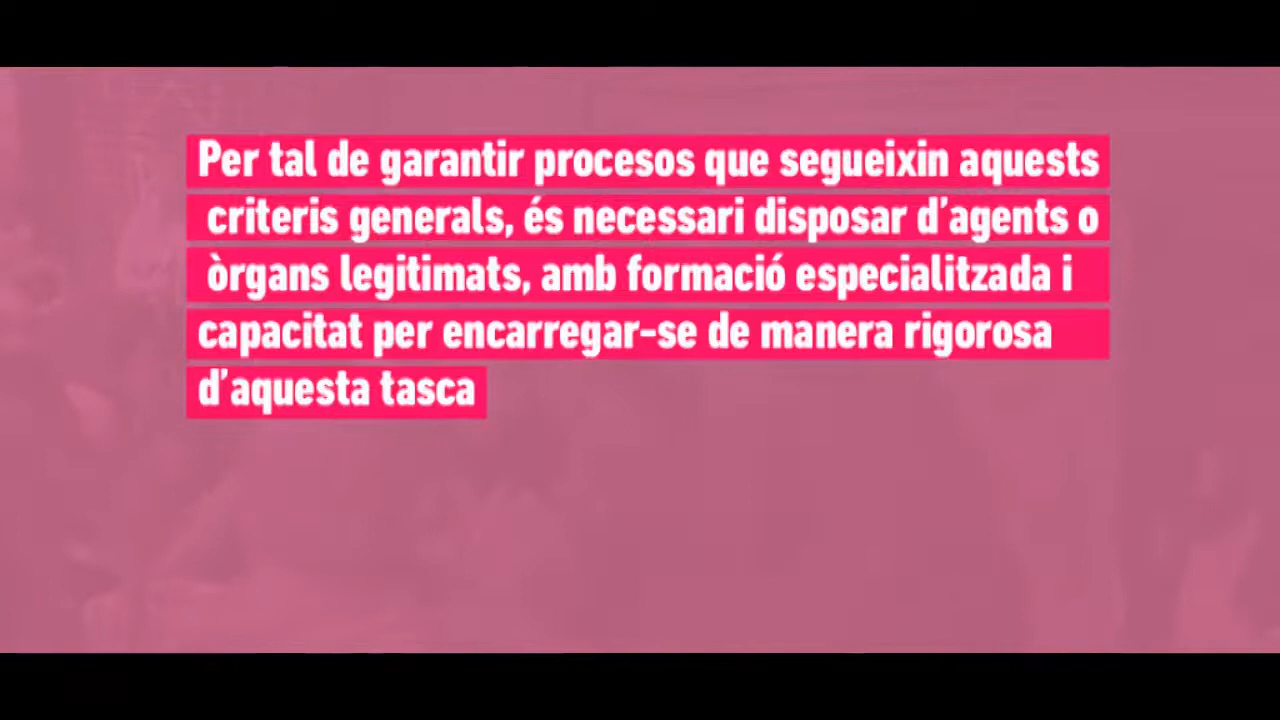 Per tal de garantir procesos que segueixin aquests
criteris generals, és necessari disposar d'agents o
òrgans legitimats, amb formació especialitzada i
capacitat per encarregar-se de manera rigorosa
d'aquesta tasca